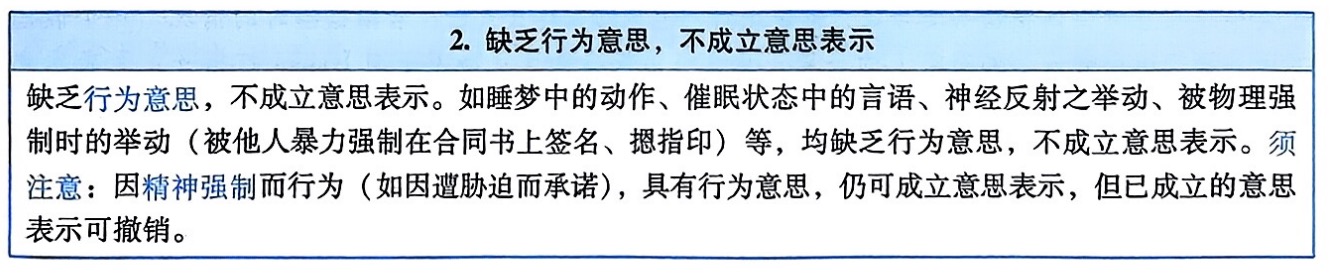 2. 缺乏行为意思，不成立意思表示
缺乏行为意思，不成立意思表示。如睡梦中的动作、催眠状态中的言语、神经反射之举动、被物理强
制时的举动（被他人暴力强制在合同书上签名、摁指印）等，均缺乏行为意思，不成立意思表示。须
注意：因精神强制而行为（如因遭胁迫而承诺），具有行为意思，仍可成立意思表示，但已成立的意思
表示可撤销。